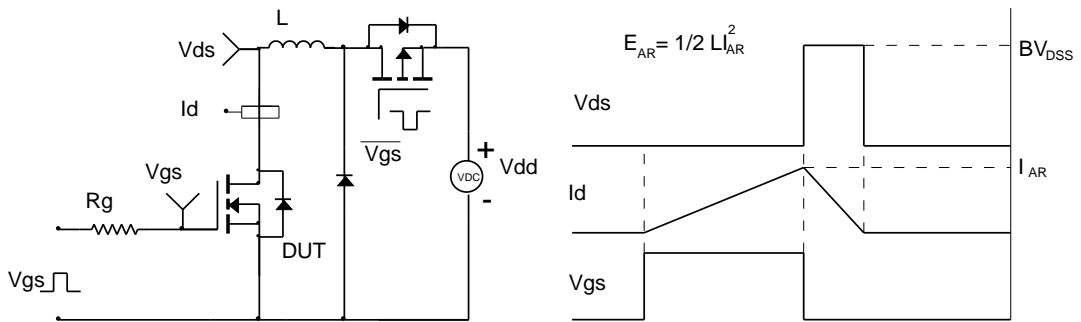 L
Vds
Id
Vgs
Rg
DUT
Vgs
Vgs
+
VDC
-
Vdd
E_AR = 1/2 LI_AR^2
BV_DSS
Vds
I_AR
Id
Vgs